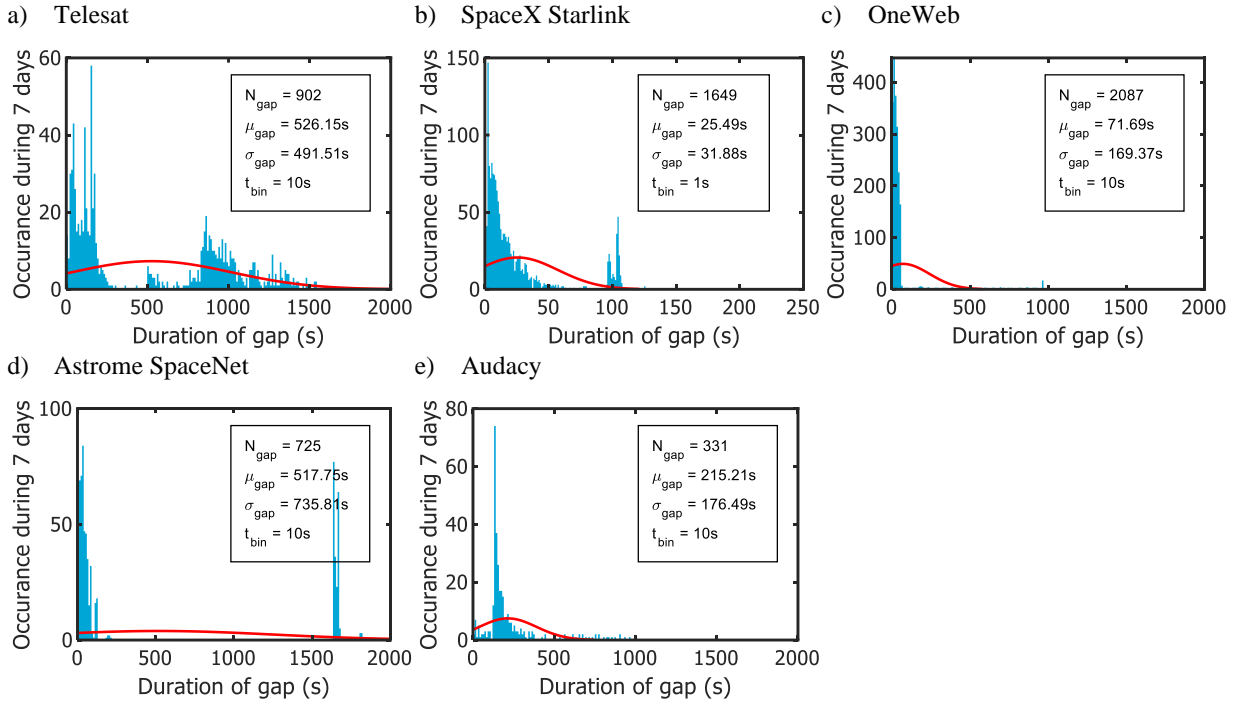 a) Telesat
60
40
20
0
0 500 1000 1500 2000
Occurance during 7 days
Duration of gap (s)
N_gap = 902
μ_gap = 526.15s
σ_gap = 491.51s
t_bin = 10s
b) SpaceX Starlink
150
100
50
0
0 50 100 150 200 250
Occurance during 7 days
Duration of gap (s)
N_gap = 1649
μ_gap = 25.49s
σ_gap = 31.88s
t_bin = 1s
c) OneWeb
400
300
200
100
0
0 500 1000 1500 2000
Occurance during 7 days
Duration of gap (s)
N_gap = 2087
μ_gap = 71.69s
σ_gap = 169.37s
t_bin = 10s
d) Astrome SpaceNet
100
50
0
0 500 1000 1500 2000
Occurance during 7 days
Duration of gap (s)
N_gap = 725
μ_gap = 517.75s
σ_gap = 735.81s
t_bin = 10s
e) Audacy
80
60
40
20
0
0 500 1000 1500 2000
Occurance during 7 days
Duration of gap (s)
N_gap = 331
μ_gap = 215.21s
σ_gap = 176.49s
t_bin = 10s